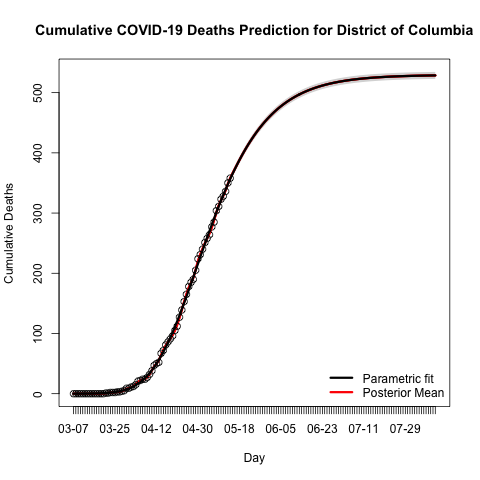 Cumulative COVID-19 Deaths Prediction for District of Columbia
Cumulative Deaths
500
400
300
200
100
0
Parametric fit
Posterior Mean
03-07 03-25 04-12 04-30 05-18 06-05 06-23 07-11 07-29
Day